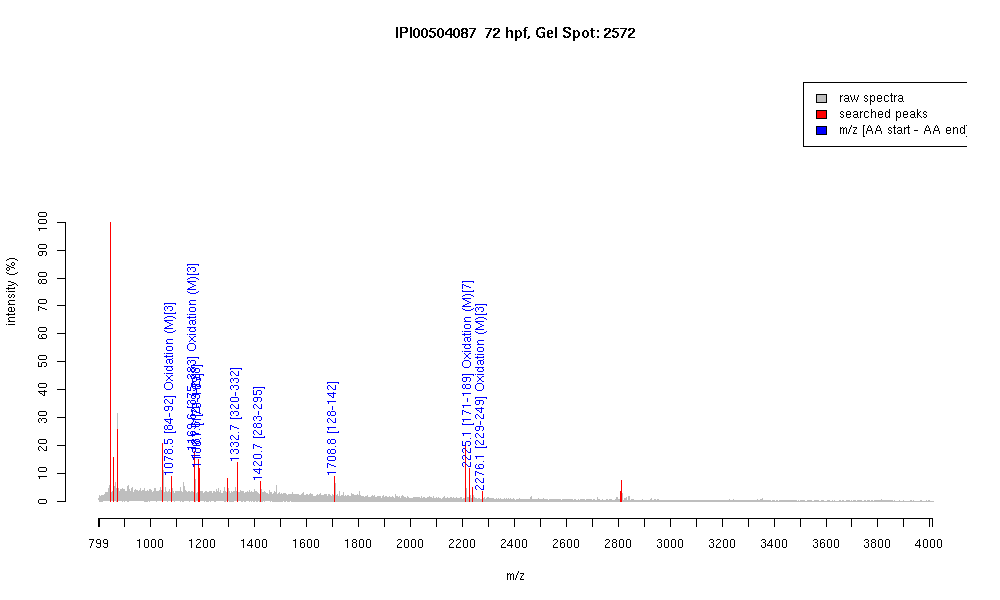 IPI00504087 72 hpf, Gel Spot: 2572
raw spectra
searched peaks
m/z [AA start - AA end]
intensity (%)
100
90
80
70
60
50
40
30
20
10
0
1078.5 [84-92] Oxidation (M)[3]
Oxidation (M)[3]
1332.7 [320-332]
1420.7 [283-295]
1708.8 [128-142]
2225.1 [171-189] Oxidation (M)[7]
2276.1 [229-249] Oxidation (M)[3]
799 1000 1200 1400 1600 1800 2000 2200 2400 2600 2800 3000 3200 3400 3600 3800 4000
m/z